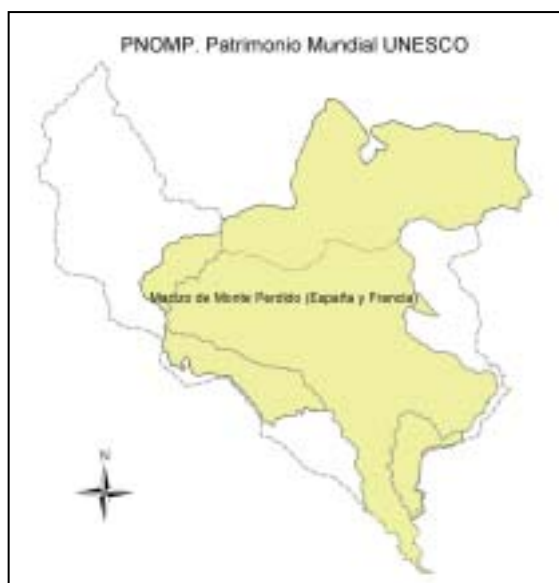 PNOMP. Patrimonio Mundial UNESCO
Macizo de Monte Perdido (España y Francia)
N